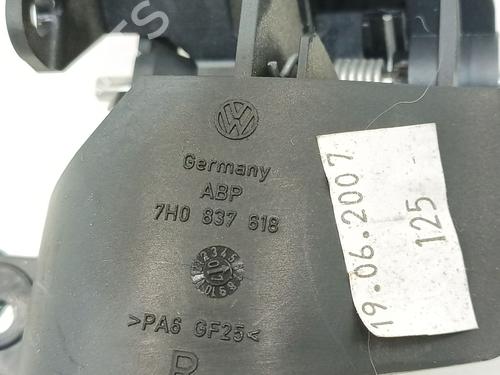 Germany
ABP
7H0 837 618
>PA6 GF25<
R
19.06.2007
125